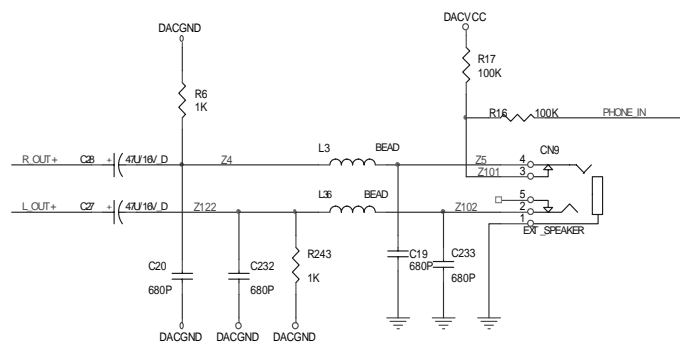 DACGND
DACVCC
R17
100K
R6
1K
R16
100K
PHONE_IN
L3
BEAD
CN9
R_OUT+
C28
+
47U/16V_D
Z4
Z5
4
Z101
3
L36
BEAD
5
L_OUT+
C27
+
47U/16V_D
Z122
Z102
2
1
EXT_SPEAKER
C20
680P
C232
680P
R243
1K
C19
680P
C233
680P
DACGND
DACGND
DACGND